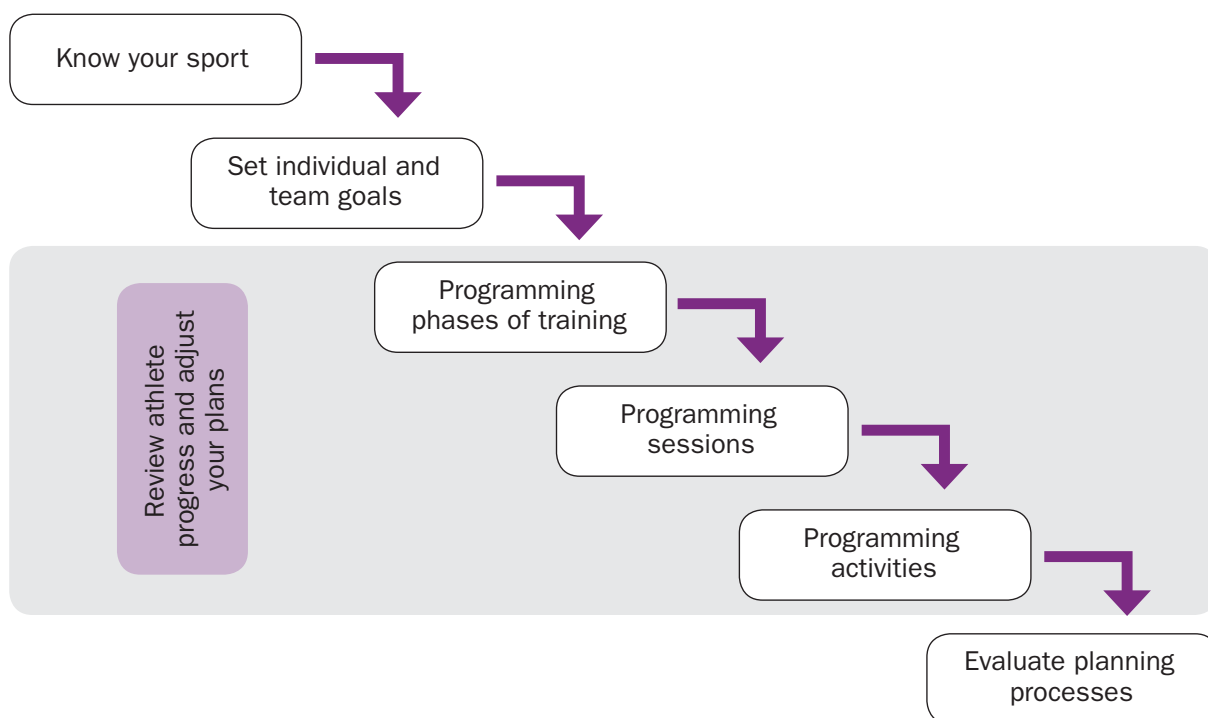 Know your sport
Set individual and
team goals
Programming
phases of training
Review athlete
progress and adjust
your plans
Programming
sessions
Programming
activities
Evaluate planning
processes